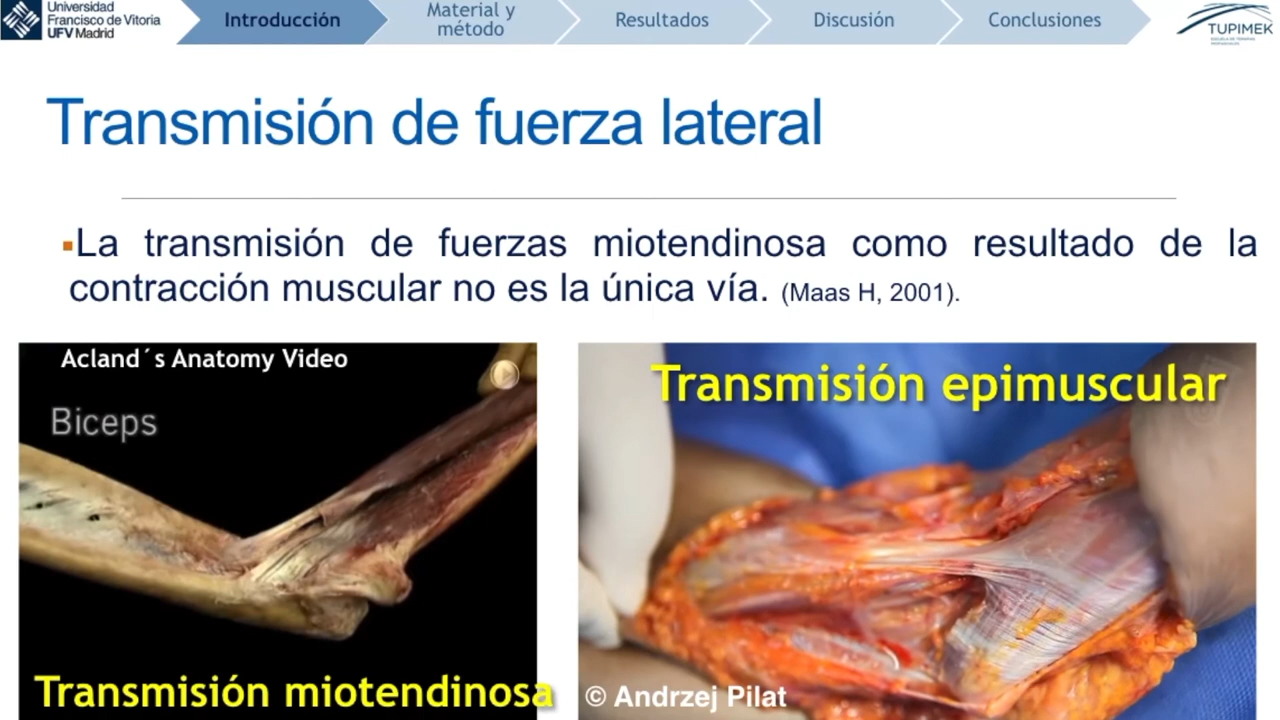 Universidad
Francisco de Vitoria
UFV Madrid
Introducción
Material y
método
Resultados
Discusión
Conclusiones
TUPIMEK
Transmisión de fuerza lateral
La transmisión de fuerzas miotendinosa como resultado de la
contracción muscular no es la única vía. (Maas H, 2001).
Acland´s Anatomy Video
Biceps
Transmisión miotendinosa
Transmisión epimuscular
© Andrzej Pilat